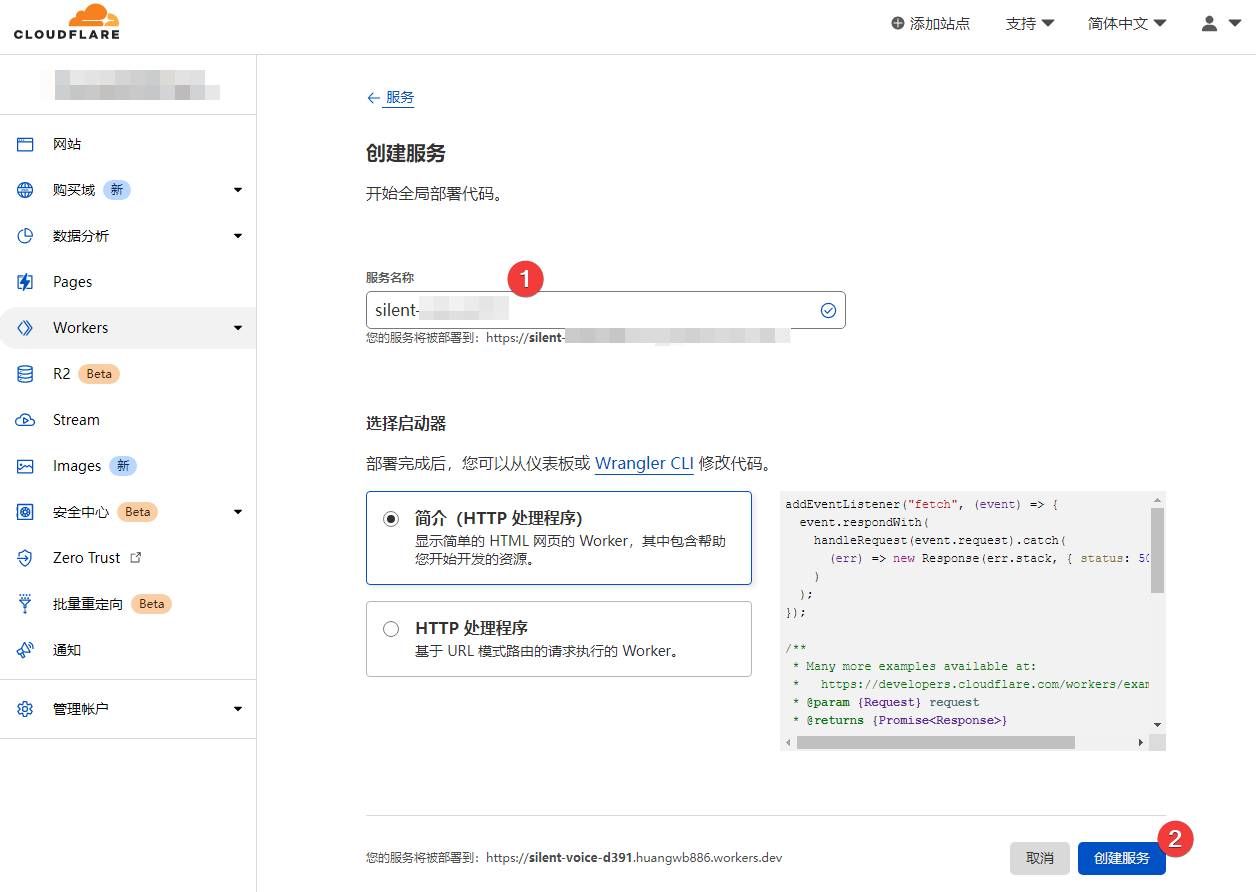 CLOUDFLARE
添加站点
支持
简体中文
网站
购买域 新
数据分析
Pages
Workers
R2 Beta
Stream
Images 新
安全中心 Beta
Zero Trust
批量重定向 Beta
通知
管理帐户
← 服务
创建服务
开始全局部署代码。
服务名称
1
silent-
您的服务将被部署到：https://silent-
选择启动器
部署完成后，您可以从仪表板或 Wrangler CLI 修改代码。
简介（HTTP 处理程序）
显示简单的 HTML 网页的 Worker，其中包含帮助
您开始开发的资源。
HTTP 处理程序
基于 URL 模式路由的请求执行的 Worker。
addEventListener("fetch", (event) => {
event.respondWith(
handleRequest(event.request).catch(
(err) => new Response(err.stack, { status: 50
)
);
});
/**
* Many more examples available at:
* https://developers.cloudflare.com/workers/exam
* @param {Request} request
* @returns {Promise<Response>}
您的服务将被部署到：https://silent-voice-d391.huangwb886.workers.dev
取消
创建服务
2